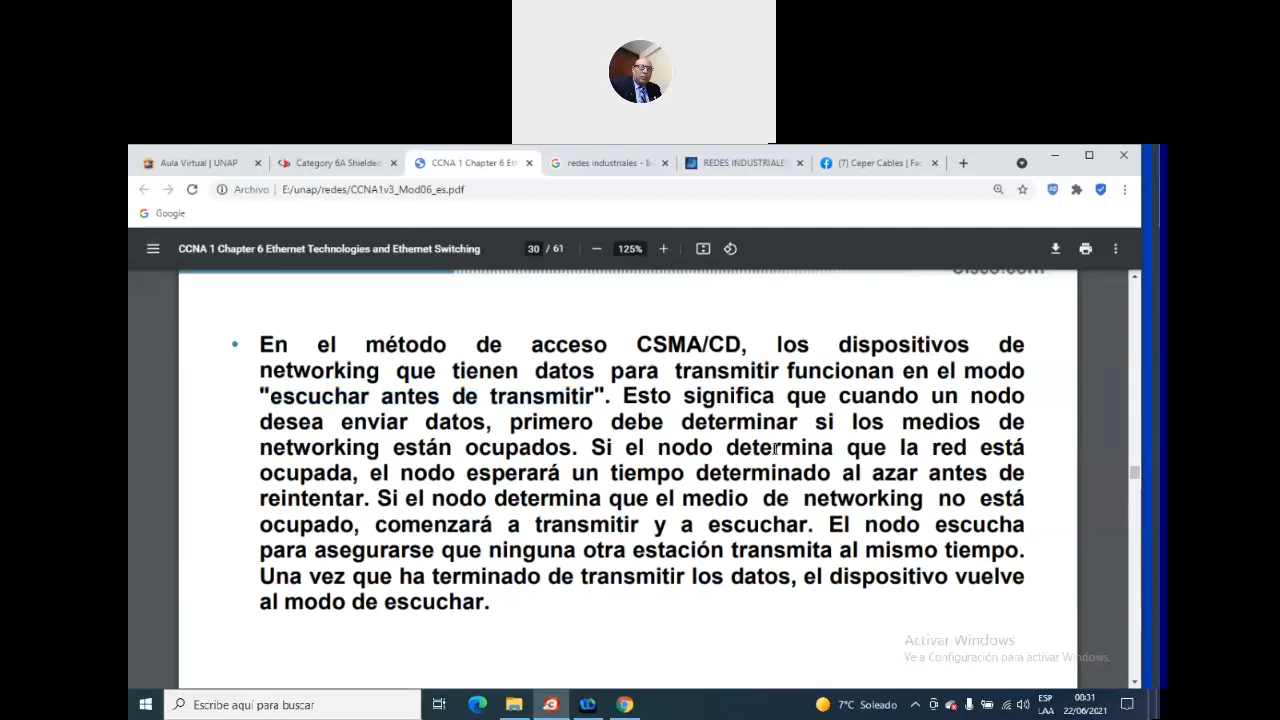 Aula Virtual | UNAP
Category 6A Shielded
CCNA 1 Chapter 6 Eth
redes industriales - B
REDES INDUSTRIALES
(7) Ceper Cables | Fa
Archivo | E:/unap/redes/CCNA1v3_Mod06_es.pdf
Google
CCNA 1 Chapter 6 Ethernet Technologies and Ethernet Switching
30 / 61
125%
Cisco.com
• En el método de acceso CSMA/CD, los dispositivos de
networking que tienen datos para transmitir funcionan en el modo
"escuchar antes de transmitir". Esto significa que cuando un nodo
desea enviar datos, primero debe determinar si los medios de
networking están ocupados. Si el nodo determina que la red está
ocupada, el nodo esperará un tiempo determinado al azar antes de
reintentar. Si el nodo determina que el medio de networking no está
ocupado, comenzará a transmitir y a escuchar. El nodo escucha
para asegurarse que ninguna otra estación transmita al mismo tiempo.
Una vez que ha terminado de transmitir los datos, el dispositivo vuelve
al modo de escuchar.
Activar Windows
Ve a Configuración para activar Windows.
Escribe aquí para buscar
7°C Soleado
ESP
LAA
00:31
22/06/2021